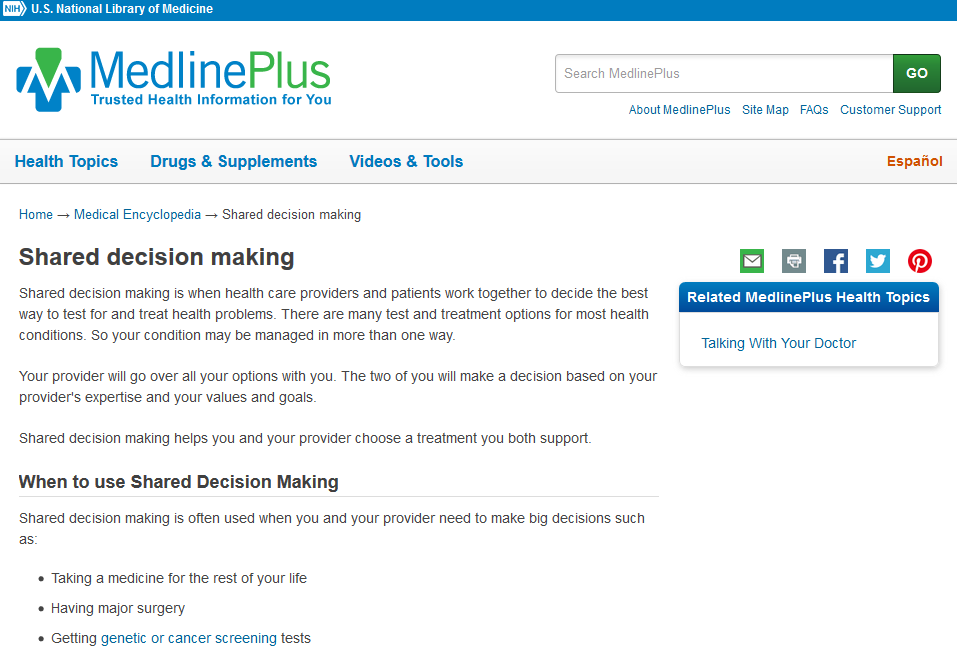 NIH U.S. National Library of Medicine
MedlinePlus
Trusted Health Information for You
Search MedlinePlus
GO
About MedlinePlus Site Map FAQs Customer Support
Health Topics Drugs & Supplements Videos & Tools Español
Home → Medical Encyclopedia → Shared decision making
Shared decision making
Shared decision making is when health care providers and patients work together to decide the best
way to test for and treat health problems. There are many test and treatment options for most health
conditions. So your condition may be managed in more than one way.
Your provider will go over all your options with you. The two of you will make a decision based on your
provider's expertise and your values and goals.
Shared decision making helps you and your provider choose a treatment you both support.
When to use Shared Decision Making
Shared decision making is often used when you and your provider need to make big decisions such
as:
• Taking a medicine for the rest of your life
• Having major surgery
• Getting genetic or cancer screening tests
Related MedlinePlus Health Topics
Talking With Your Doctor